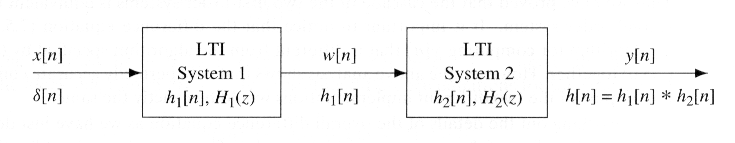 x[n]
δ[n]
LTI
System 1
h₁[n], H₁(z)
w[n]
h₁[n]
LTI
System 2
h₂[n], H₂(z)
y[n]
h[n] = h₁[n] * h₂[n]